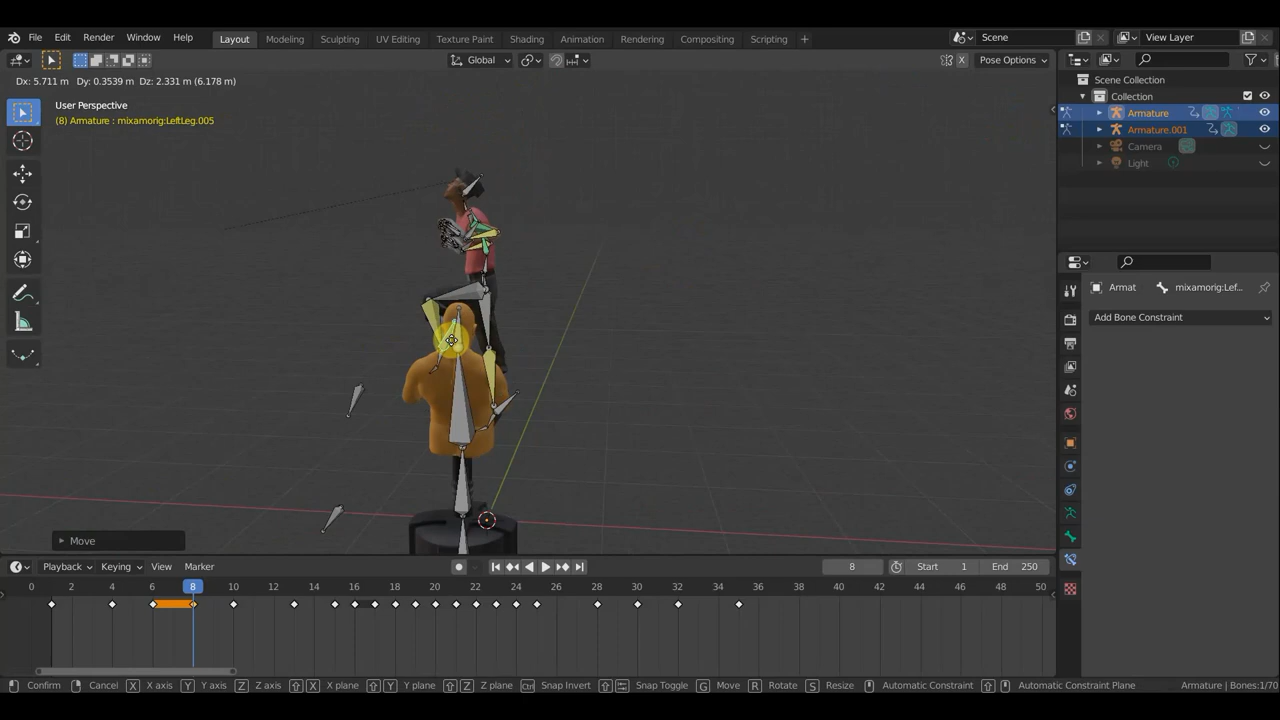 File Edit Render Window Help Layout Modeling Sculpting UV Editing Texture Paint Shading Animation Rendering Compositing Scripting + Scene View Layer
Global X Pose Options
Dx: 5.711 m Dy: 0.3539 m Dz: 2.331 m (6.178 m)
User Perspective
(8) Armature : mixamorig:LeftLeg.005
Scene Collection
Collection
Armature
Armature.001
Camera
Light
Armat mixamorig:Lef...
Add Bone Constraint
Move
Playback Keying View Marker 8 Start 1 End 250
0 2 4 6 8 10 12 14 16 18 20 22 24 26 28 30 32 34 36 38 40 42 44 46 48 50
Confirm Cancel X X axis Y Y axis Z Z axis X X plane Y Y plane Z Z plane Ctrl Snap Invert Snap Toggle G Move R Rotate S Resize Automatic Constraint Automatic Constraint Plane Armature | Bones:1/70